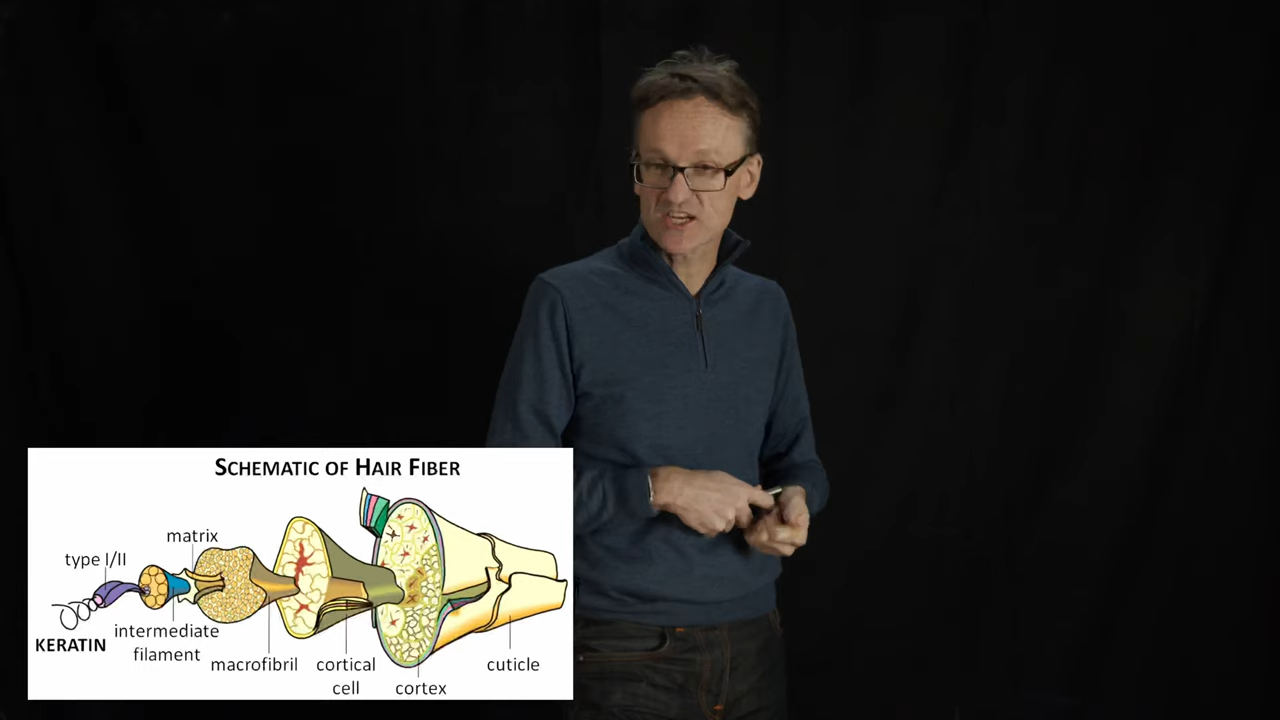 SCHEMATIC OF HAIR FIBER
matrix
type I/II
KERATIN
intermediate
filament
macrofibril
cortical
cell
cortex
cuticle